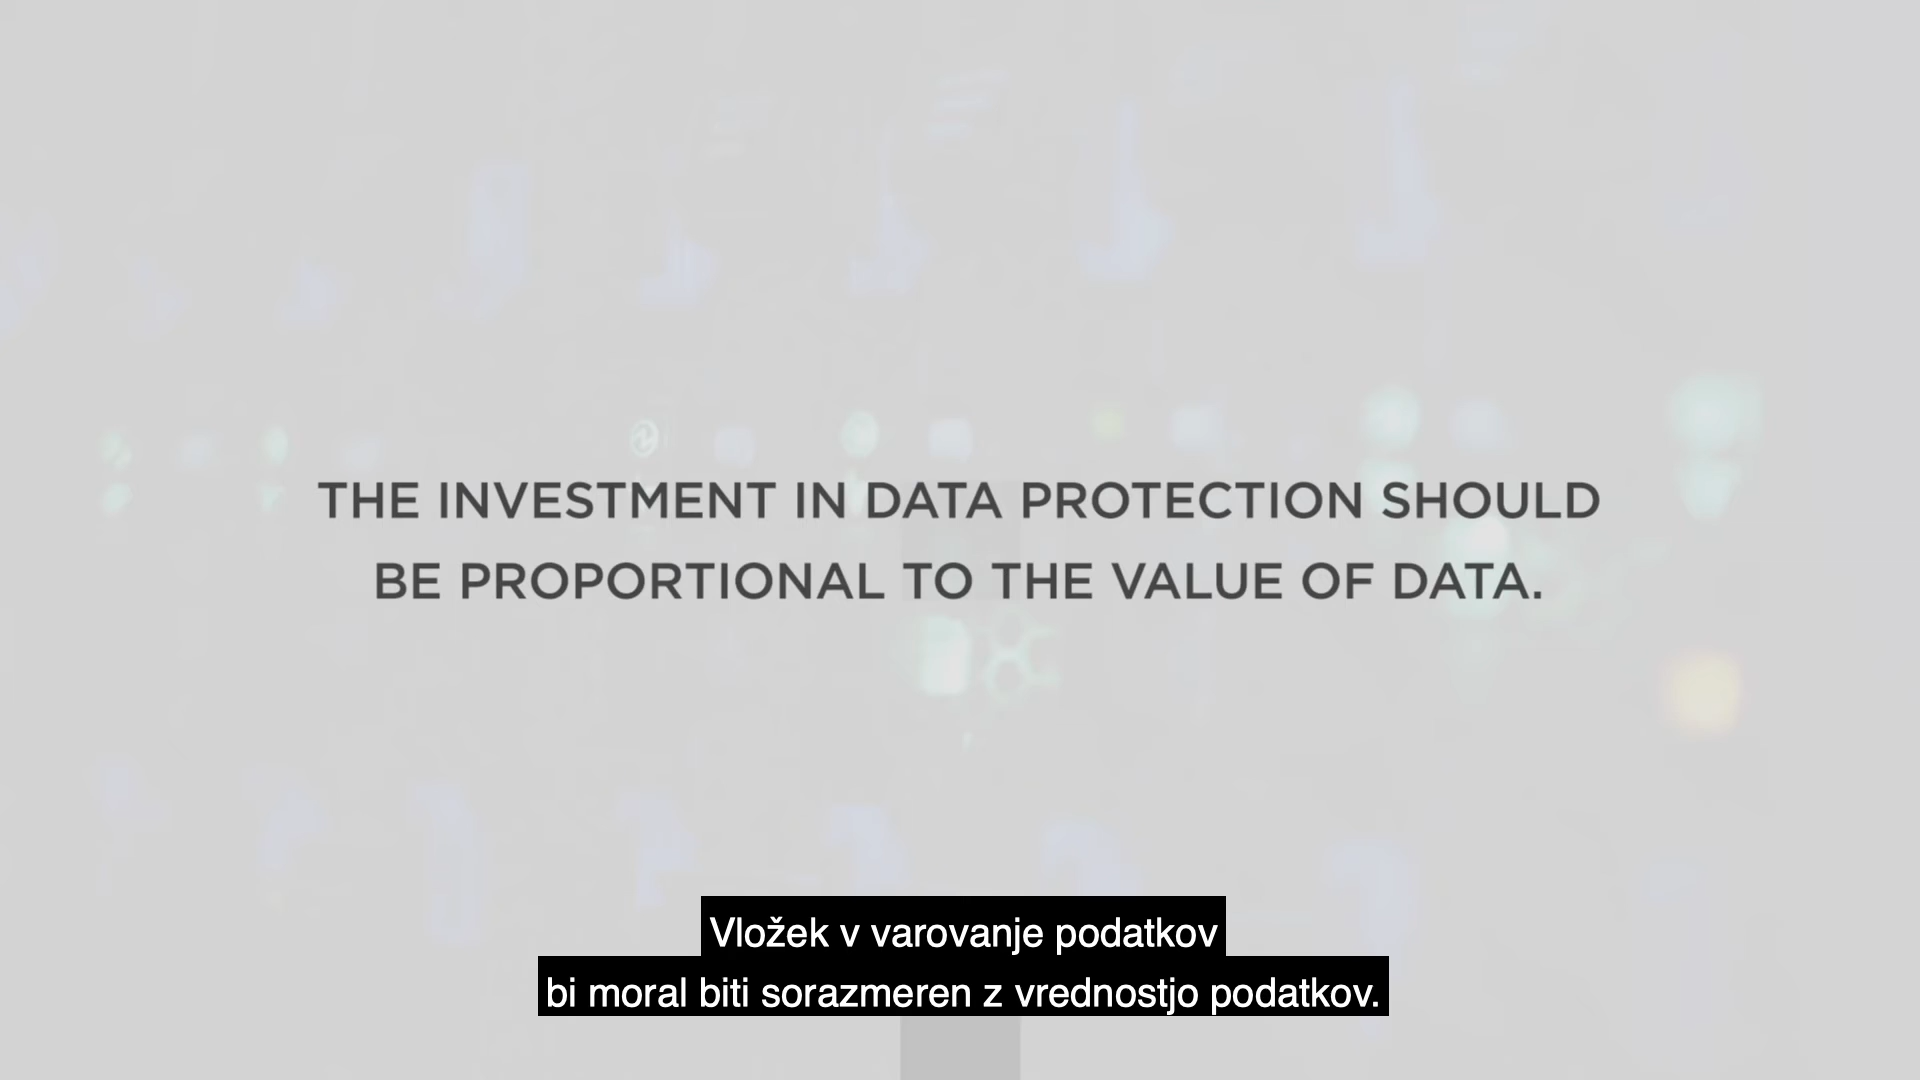 THE INVESTMENT IN DATA PROTECTION SHOULD
BE PROPORTIONAL TO THE VALUE OF DATA.
Vložek v varovanje podatkov
bi moral biti sorazmeren z vrednostjo podatkov.